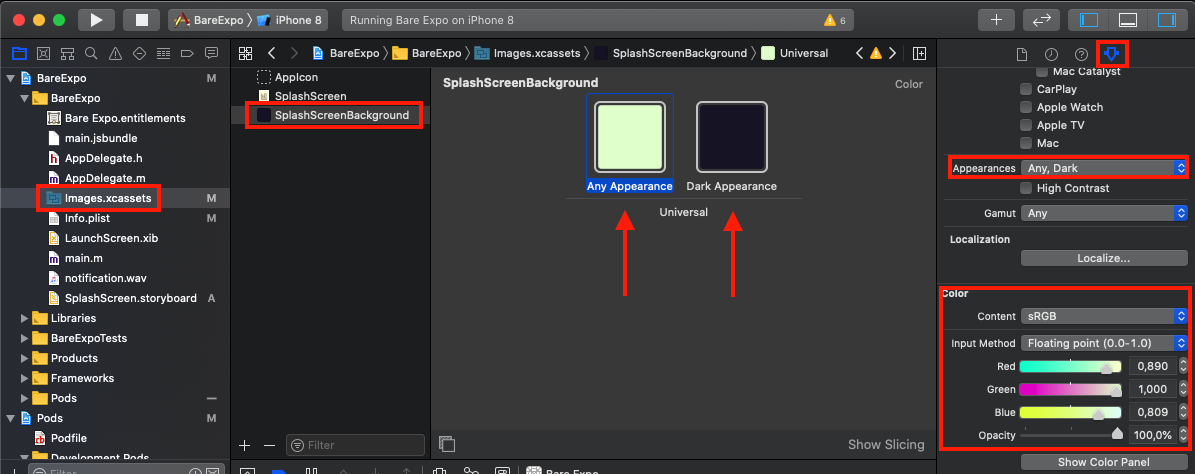 BareExpo
iPhone 8
Running Bare Expo on iPhone 8
6
BareExpo
BareExpo
Images.xcassets
SplashScreenBackground
Universal
BareExpo M
BareExpo
Bare Expo.entitlements
main.jsbundle
AppDelegate.h
AppDelegate.m
Images.xcassets M
Info.plist M
LaunchScreen.xib
main.m
notification.wav
SplashScreen.storyboard A
Libraries
BareExpoTests
Products
Frameworks
Pods
Pods M
Podfile
Development Pods
Filter
AppIcon
SplashScreen
SplashScreenBackground
Filter
SplashScreenBackground
Color
Any Appearance
Dark Appearance
Universal
Show Slicing
Bare Expo
Mac Catalyst
CarPlay
Apple Watch
Apple TV
Mac
Appearances Any, Dark
High Contrast
Gamut Any
Localization
Localize...
Color
Content sRGB
Input Method Floating point (0.0-1.0)
Red 0,890
Green 1,000
Blue 0,809
Opacity 100,0%
Show Color Panel